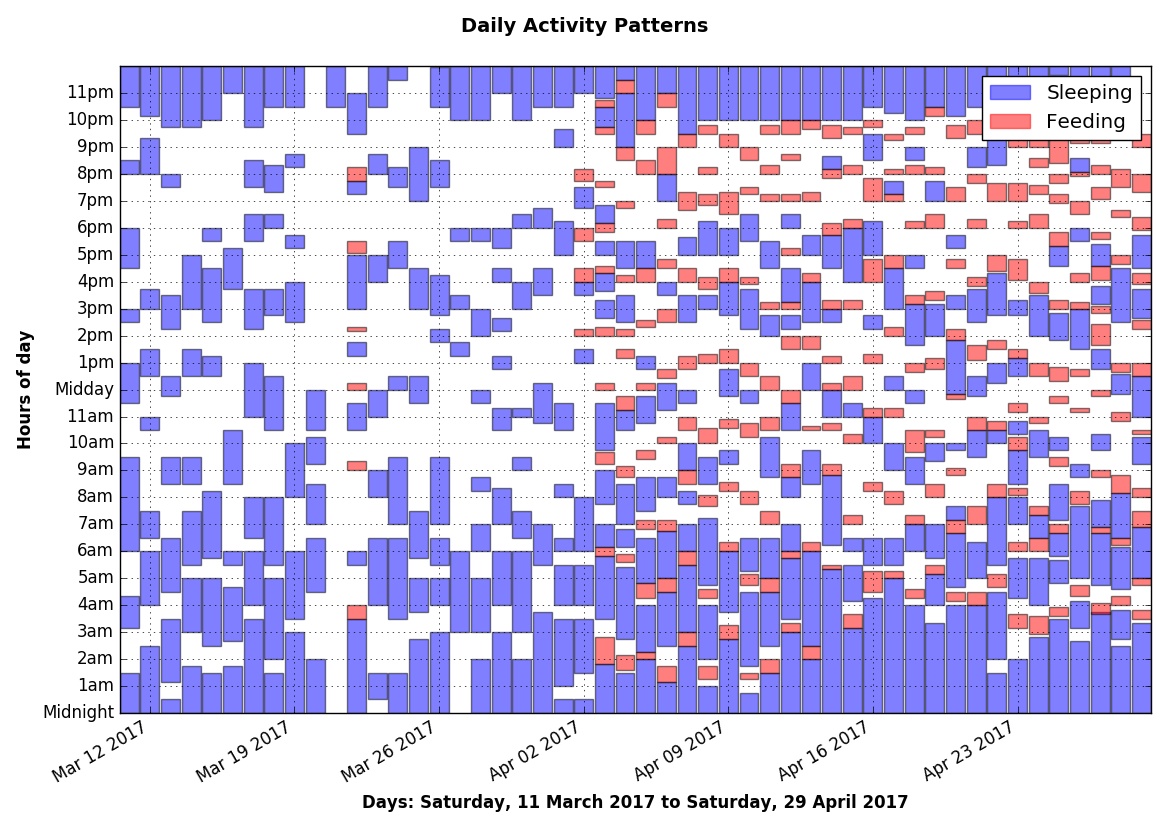 Daily Activity Patterns
Sleeping
Feeding
Hours of day
11pm
10pm
9pm
8pm
7pm
6pm
5pm
4pm
3pm
2pm
1pm
Midday
11am
10am
9am
8am
7am
6am
5am
4am
3am
2am
1am
Midnight
Mar 12 2017
Mar 19 2017
Mar 26 2017
Apr 02 2017
Apr 09 2017
Apr 16 2017
Apr 23 2017
Days: Saturday, 11 March 2017 to Saturday, 29 April 2017